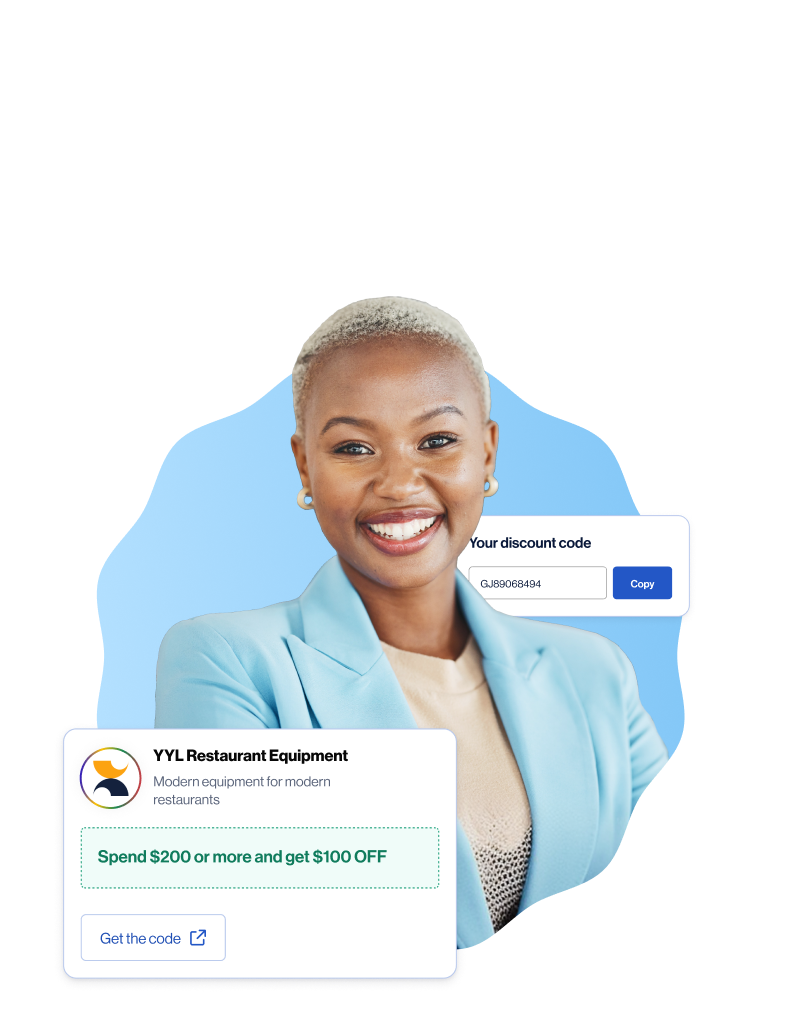 Your discount code
GJ89068494
Copy
YYL Restaurant Equipment
Modern equipment for modern
restaurants
Spend $200 or more and get $100 OFF
Get the code